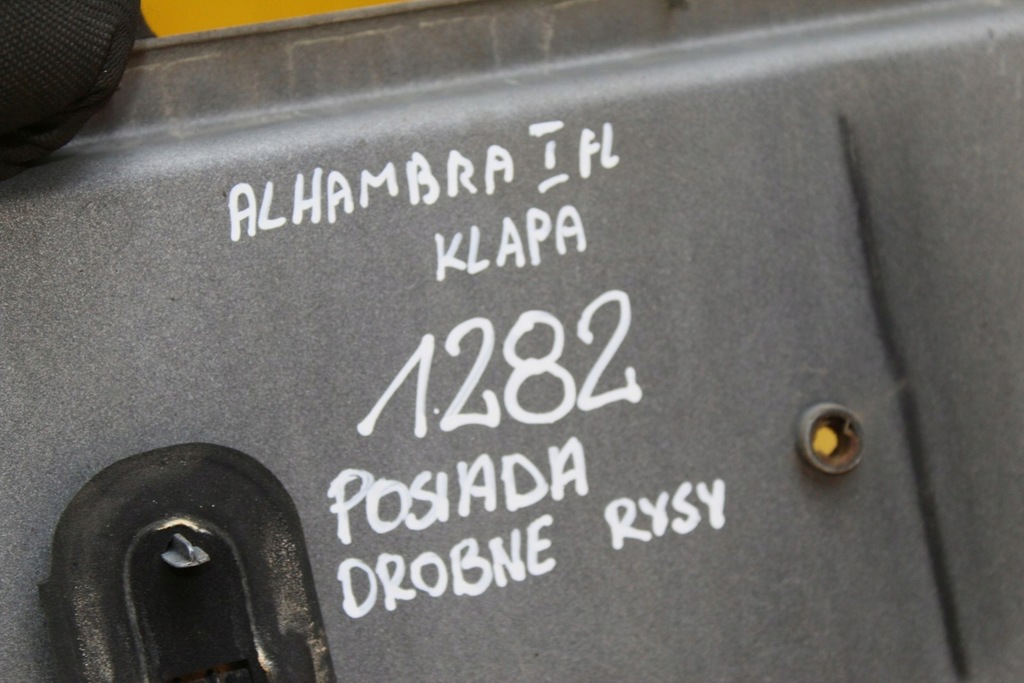 ALHAMBRA I FL
KLAPA
1282
POSIADA
DROBNE RYSY